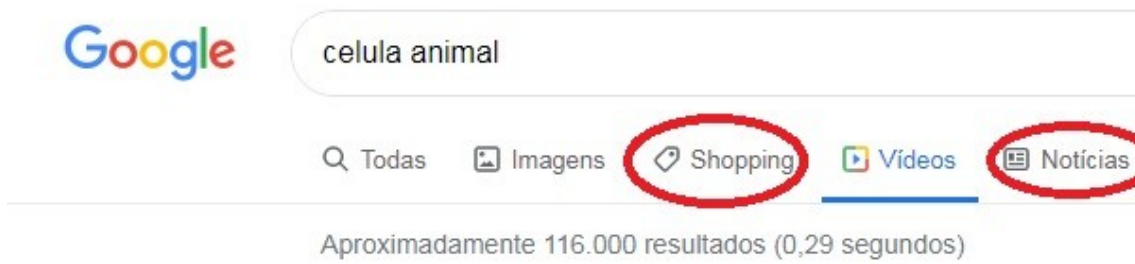 Google celula animal
Todas Imagens Shopping Vídeos Notícias
Aproximadamente 116.000 resultados (0,29 segundos)